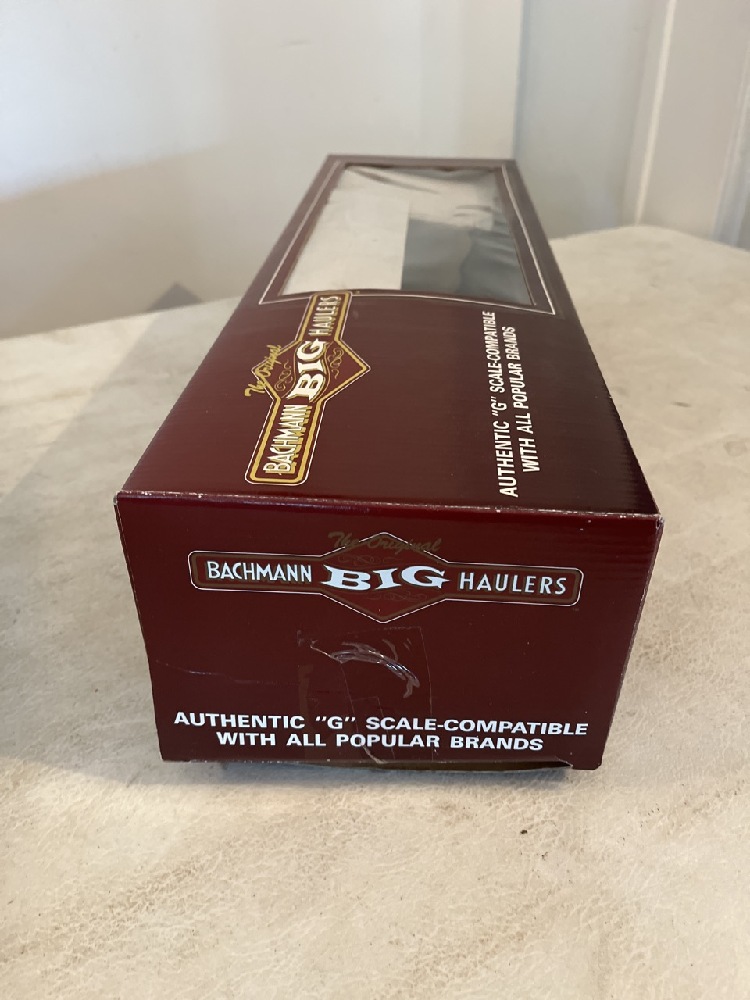 The Original
BACHMANN BIG HAULERS
AUTHENTIC "G" SCALE-COMPATIBLE
WITH ALL POPULAR BRANDS
The Original
BACHMANN BIG HAULERS
AUTHENTIC "G" SCALE-COMPATIBLE
WITH ALL POPULAR BRANDS